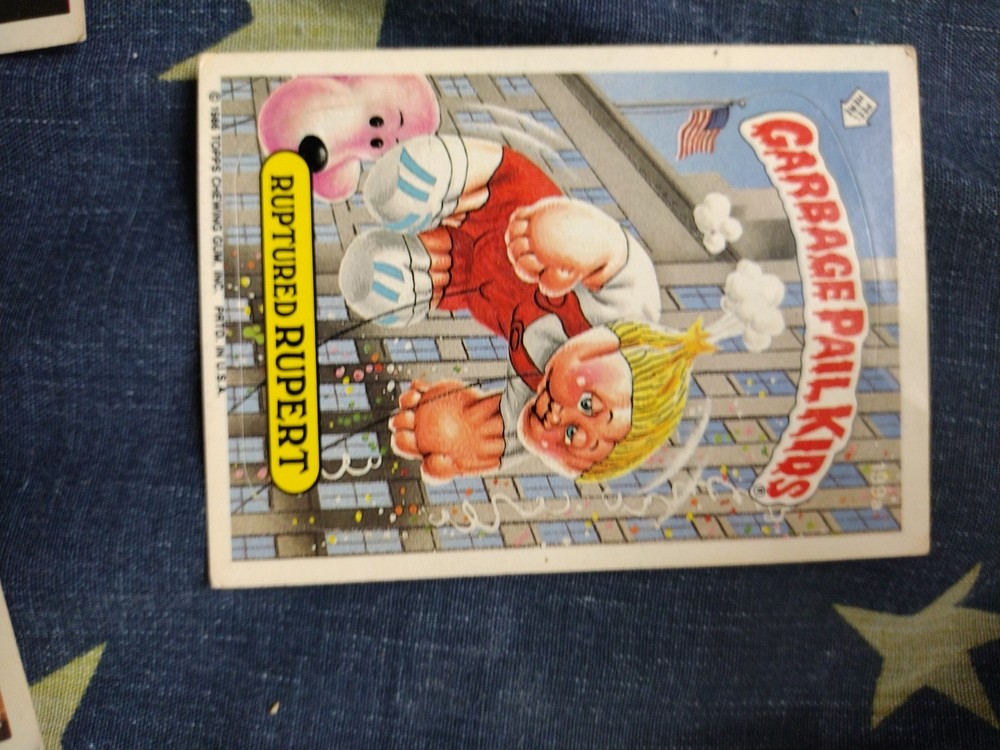 GARBAGE PAIL KIDS
®
RUPTURED RUPERT
© 1986 TOPPS CHEWING GUM, INC. PRTD. IN U.S.A.